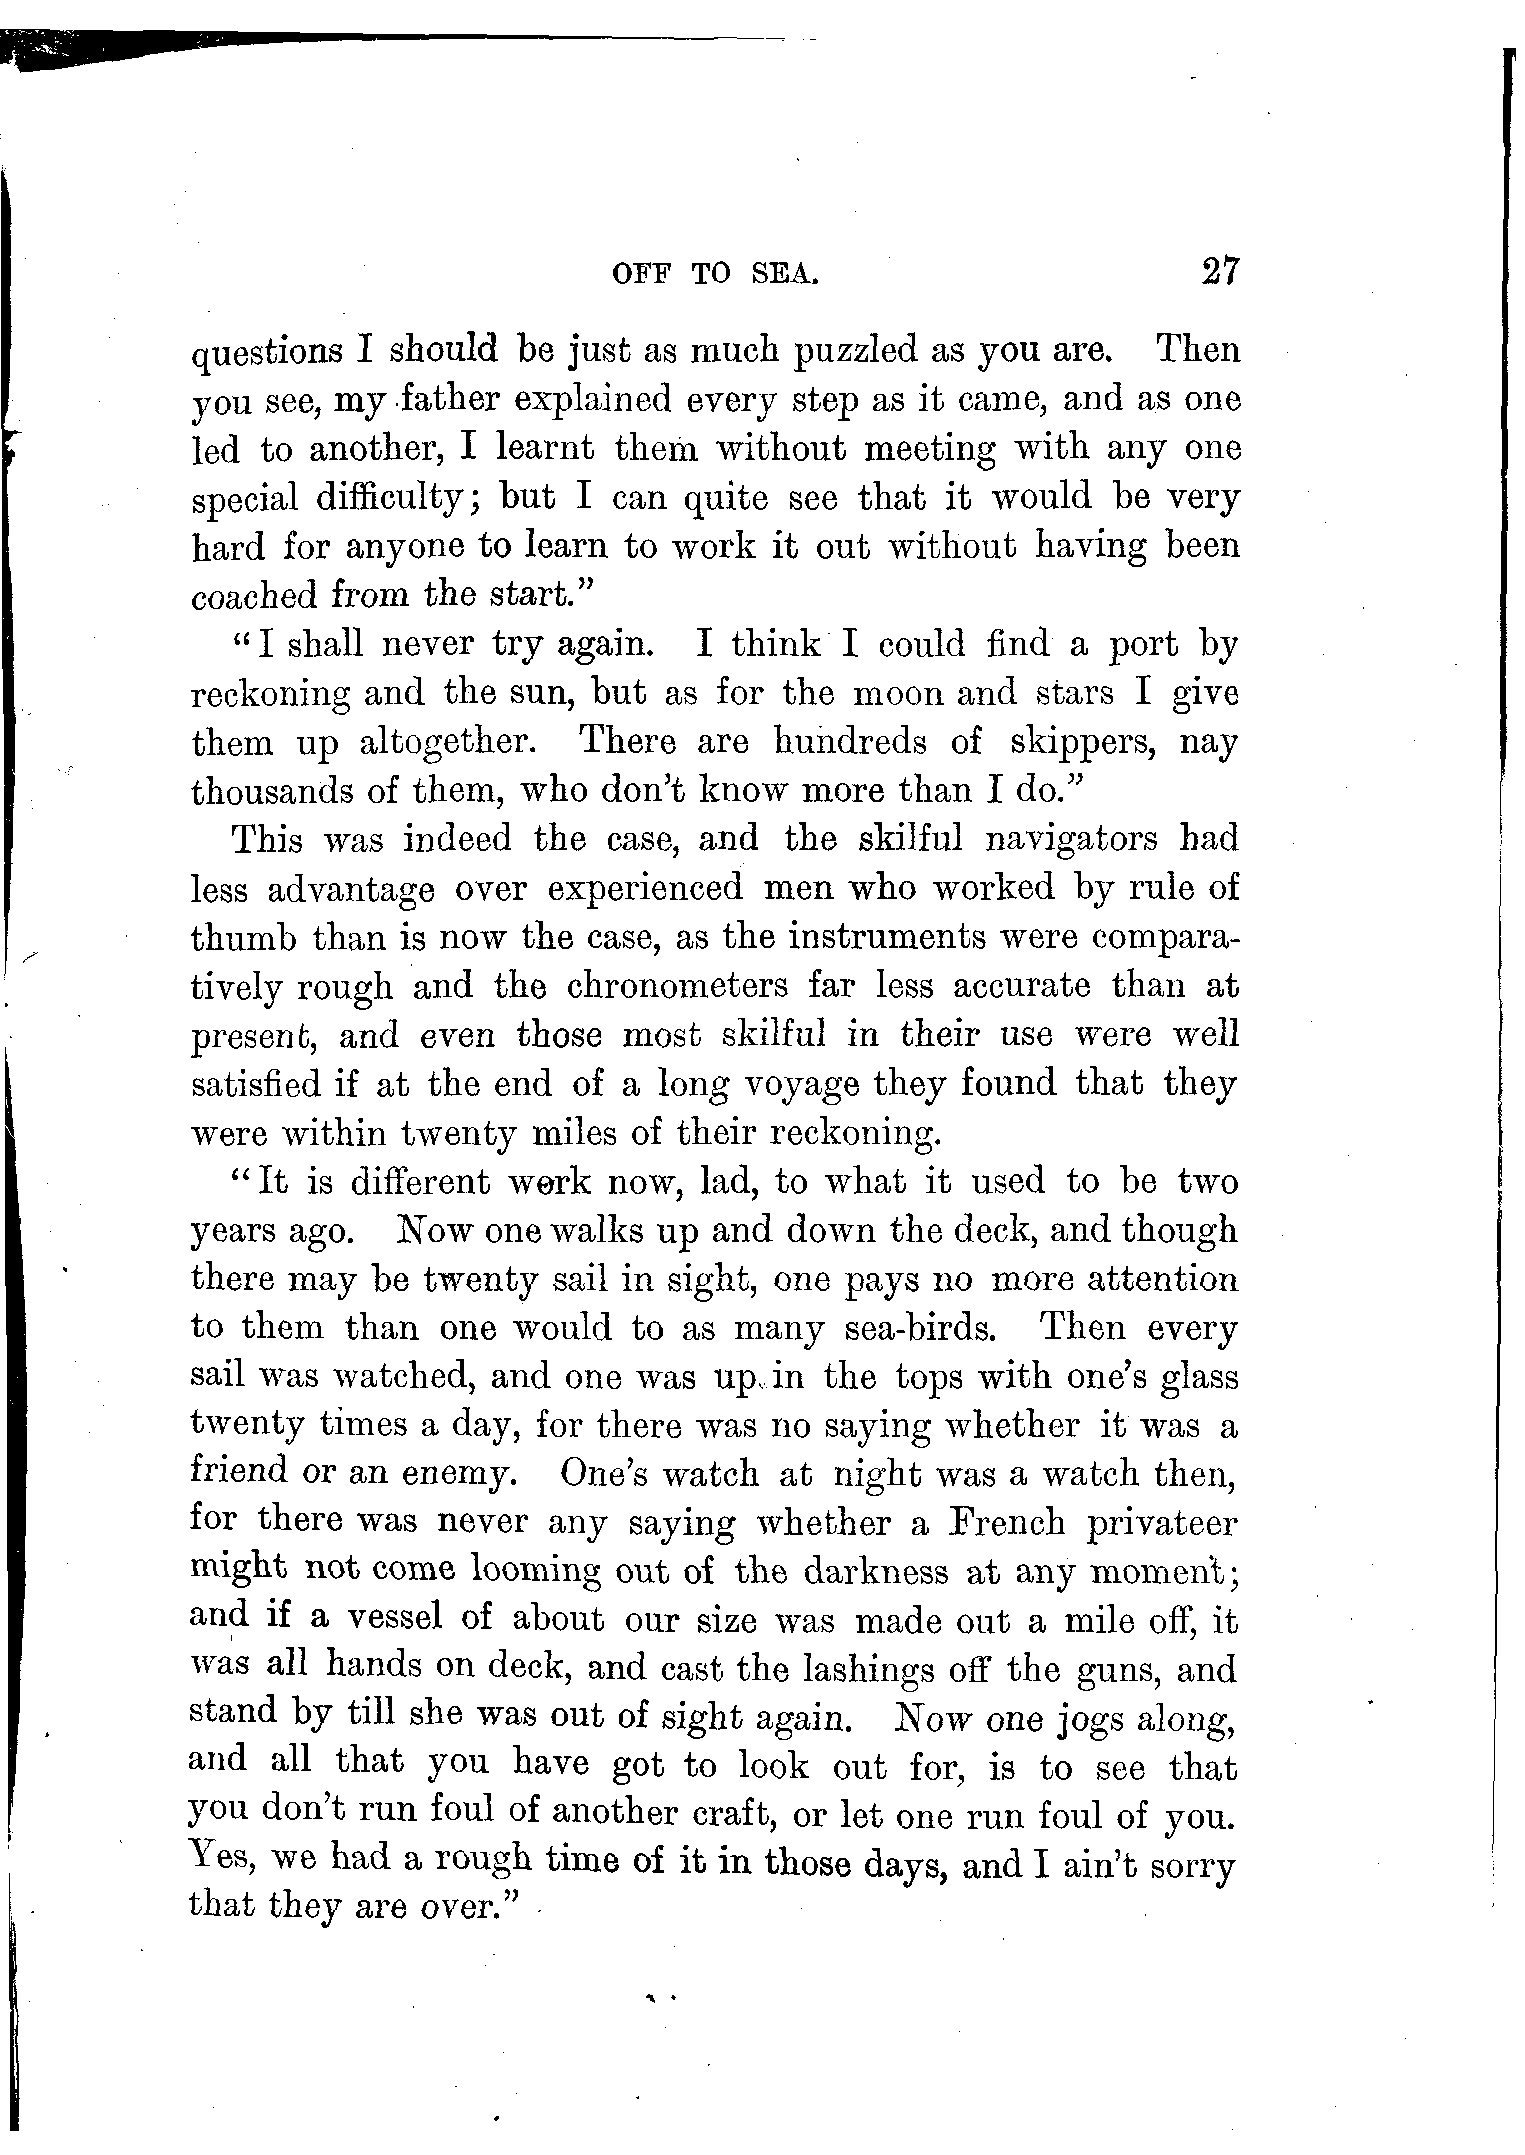 OFF TO SEA. 27
questions I should be just as much puzzled as you are. Then
you see, my father explained every step as it came, and as one
led to another, I learnt them without meeting with any one
special difficulty; but I can quite see that it would be very
hard for anyone to learn to work it out without having been
coached from the start.”
“I shall never try again. I think I could find a port by
reckoning and the sun, but as for the moon and stars I give
them up altogether. There are hundreds of skippers, nay
thousands of them, who don’t know more than I do.”
This was indeed the case, and the skilful navigators had
less advantage over experienced men who worked by rule of
thumb than is now the case, as the instruments were compara-
tively rough and the chronometers far less accurate than at
present, and even those most skilful in their use were well
satisfied if at the end of a long voyage they found that they
were within twenty miles of their reckoning.
“It is different work now, lad, to what it used to be two
years ago. Now one walks up and down the deck, and though
there may be twenty sail in sight, one pays no more attention
to them than one would to as many sea-birds. Then every
sail was watched, and one was up in the tops with one’s glass
twenty times a day, for there was no saying whether it was a
friend or an enemy. One’s watch at night was a watch then,
for there was never any saying whether a French privateer
might not come looming out of the darkness at any moment;
and if a vessel of about our size was made out a mile off, it
was all hands on deck, and cast the lashings off the guns, and
stand by till she was out of sight again. Now one jogs along,
and all that you have got to look out for, is to see that
you don’t run foul of another craft, or let one run foul of you.
Yes, we had a rough time of it in those days, and I ain’t sorry
that they are over.”